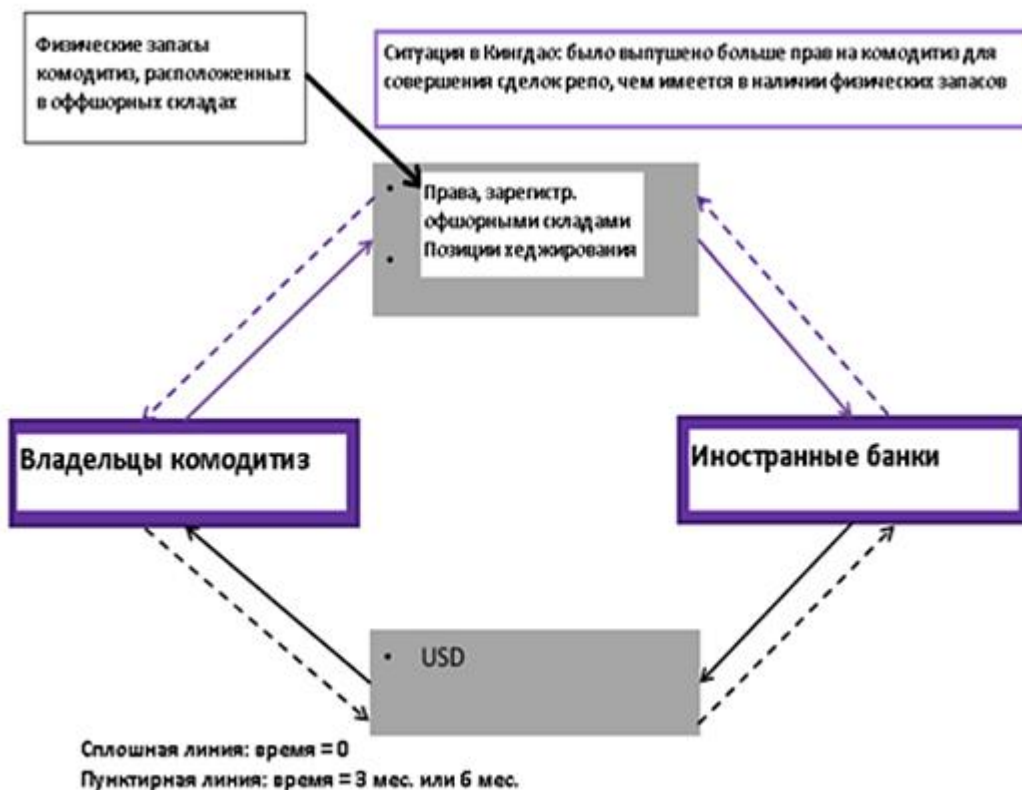 Физические запасы
комодитиз, расположенных
в оффшорных складах
Ситуация в Кингдао: было выпушено больше прав на комодитиз для
совершения сделок репо, чем имеется в наличии физических запасов
• Права, зарегистр.
офшорными складами
• Позиции хеджирования
Владельцы комодитиз
Иностранные банки
• USD
Сплошная линия: время = 0
Пунктирная линия: время = 3 мес. или 6 мес.